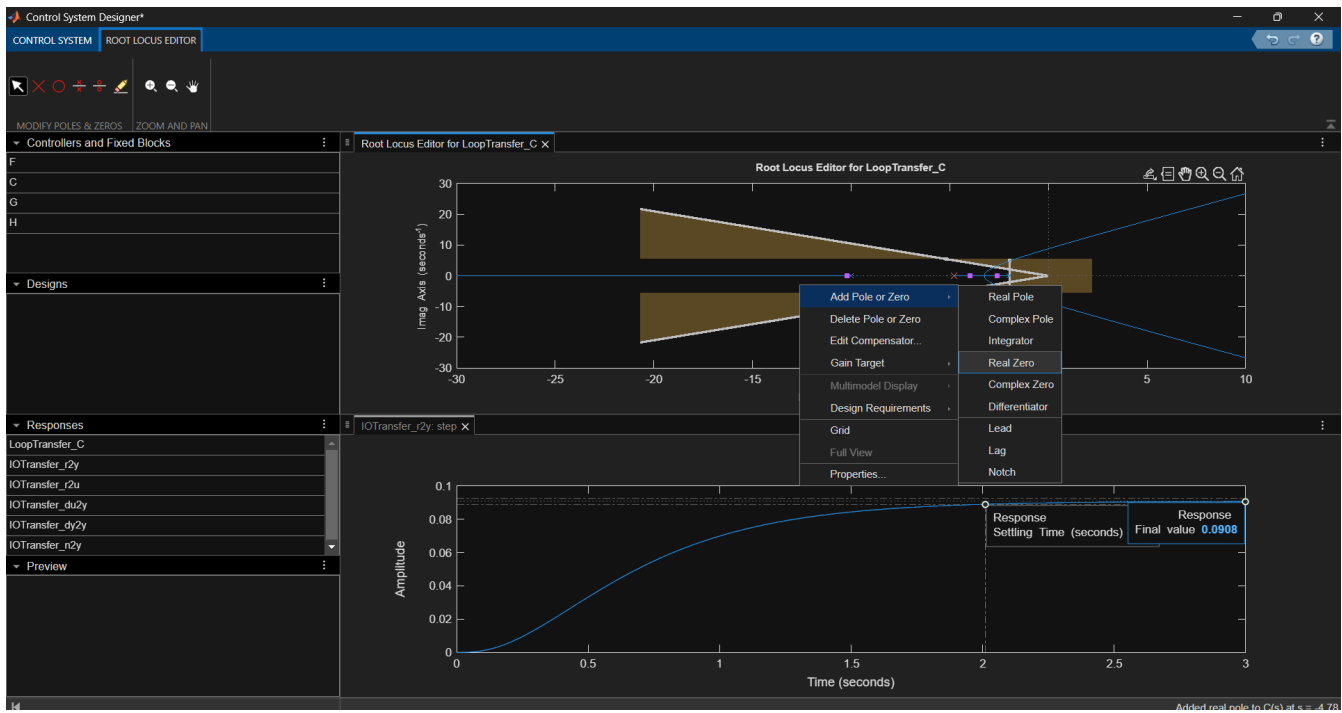 Control System Designer*
CONTROL SYSTEM
ROOT LOCUS EDITOR
MODIFY POLES & ZEROS
ZOOM AND PAN
Controllers and Fixed Blocks
F
C
G
H
Designs
Responses
LoopTransfer_C
IOTransfer_r2y
IOTransfer_r2u
IOTransfer_du2y
IOTransfer_dy2y
IOTransfer_n2y
Preview
Root Locus Editor for LoopTransfer_C
Root Locus Editor for LoopTransfer_C
Imag Axis (seconds⁻¹)
30
20
10
0
-10
-20
-30
-30
-25
-20
-15
5
10
Add Pole or Zero
Delete Pole or Zero
Edit Compensator...
Gain Target
Multimodel Display
Design Requirements
Grid
Full View
Properties...
Real Pole
Complex Pole
Integrator
Real Zero
Complex Zero
Differentiator
Lead
Lag
Notch
IOTransfer_r2y: step
Amplitude
0.1
0.08
0.06
0.04
0.02
0
0
0.5
1
1.5
2
2.5
3
Time (seconds)
Response
Settling Time (seconds)
Response
Final value 0.0908
Added real pole to C(s) at s = -4.78